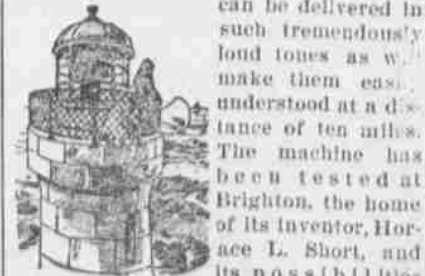 can be delivered in
such tremendously
loud tones as
make them
understood at a dis-
tance of ten miles.
The machine has
been tested at
Brighton, the home
of its inventor, Hor-
ace L. Short, and
its